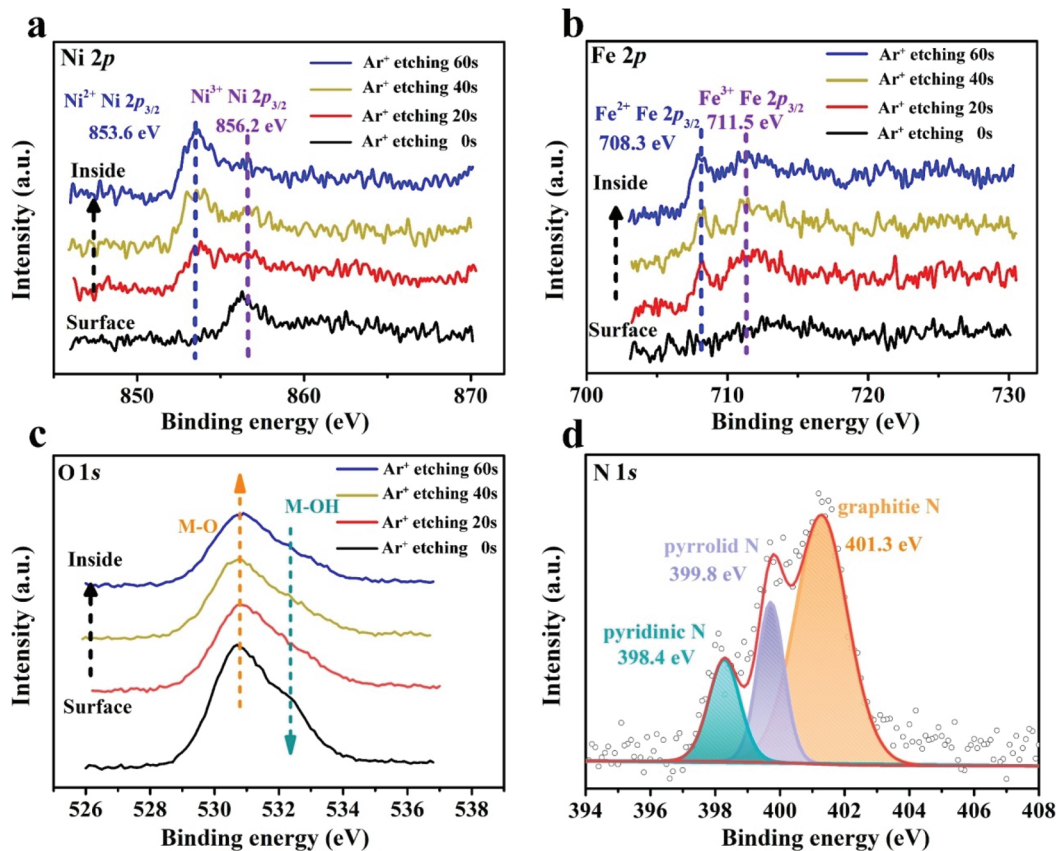 a
Ni 2p
Ar⁺ etching 60s
Ar⁺ etching 40s
Ar⁺ etching 20s
Ar⁺ etching 0s
Ni²⁺ Ni 2p₃/₂
853.6 eV
Ni³⁺ Ni 2p₃/₂
856.2 eV
Inside
Surface
Intensity (a.u.)
850 860 870
Binding energy (eV)
b
Fe 2p
Ar⁺ etching 60s
Ar⁺ etching 40s
Ar⁺ etching 20s
Ar⁺ etching 0s
Fe²⁺ Fe 2p₃/₂
708.3 eV
Fe³⁺ Fe 2p₃/₂
711.5 eV
Inside
Surface
Intensity (a.u.)
700 710 720 730
Binding energy (eV)
c
O 1s
Ar⁺ etching 60s
Ar⁺ etching 40s
Ar⁺ etching 20s
Ar⁺ etching 0s
M-O
M-OH
Inside
Surface
Intensity (a.u.)
526 528 530 532 534 536 538
Binding energy (eV)
d
N 1s
graphitie N
401.3 eV
pyrrolid N
399.8 eV
pyridinic N
398.4 eV
Intensity (a.u.)
394 396 398 400 402 404 406 408
Binding energy (eV)